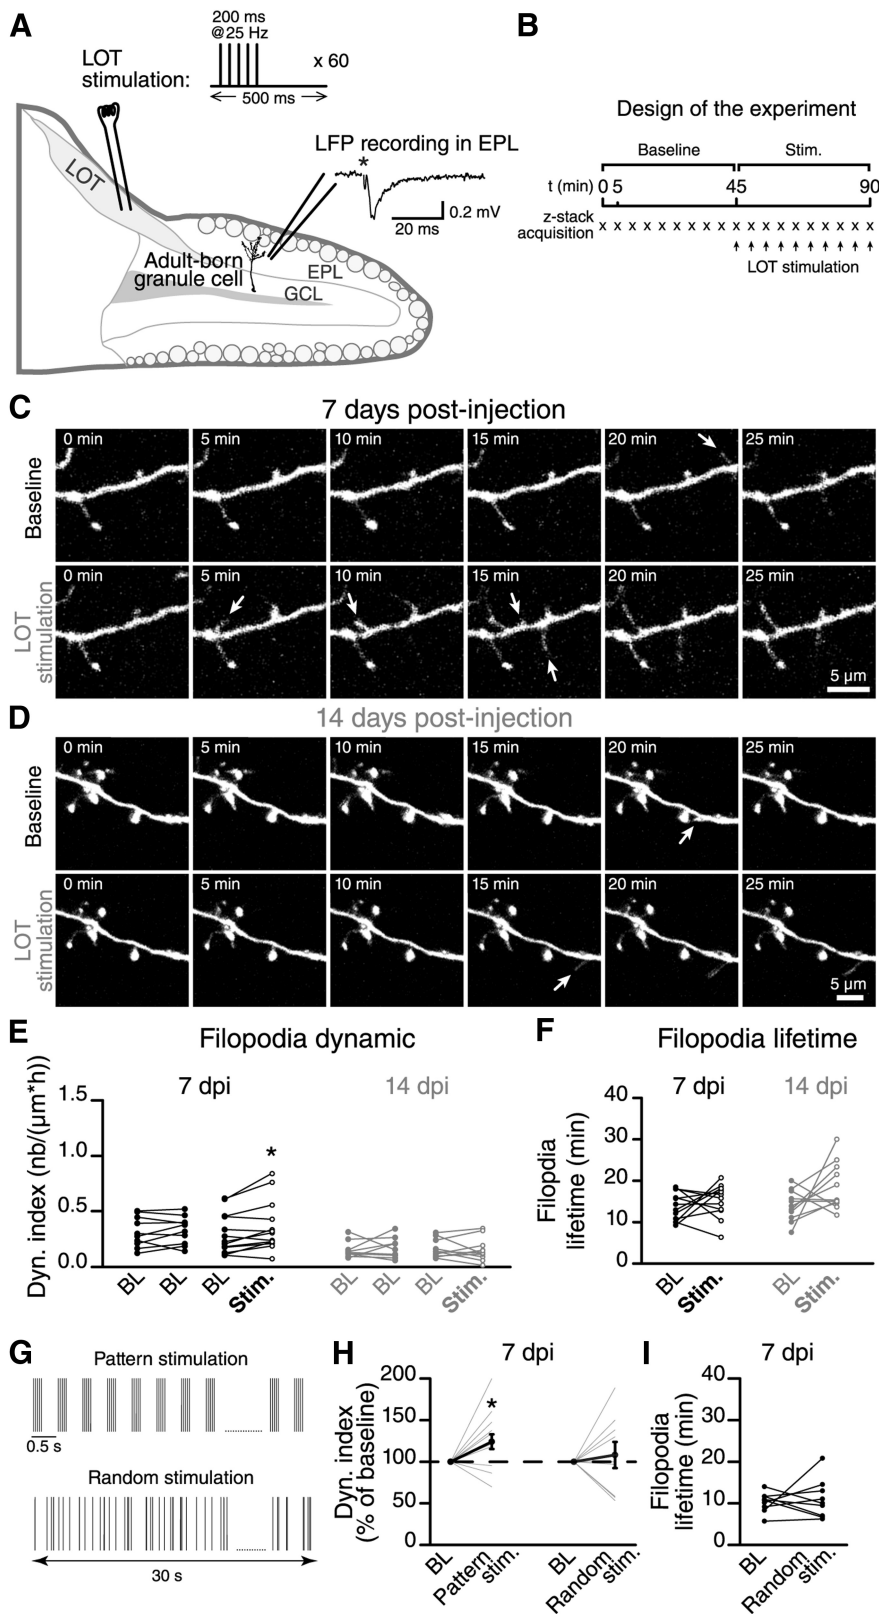 A
200 ms
@25 Hz
LOT
stimulation:
x 60
500 ms
LFP recording in EPL
*
0.2 mV
20 ms
LOT
Adult-born
granule cell
EPL
GCL
B
Design of the experiment
Baseline
Stim.
t (min)
0 5
45
90
z-stack
acquisition
x x x x x x x x x x x x x x x x x x x
LOT stimulation
C
7 days post-injection
Baseline
0 min
5 min
10 min
15 min
20 min
25 min
LOT
stimulation
0 min
5 min
10 min
15 min
20 min
25 min
5 µm
D
14 days post-injection
Baseline
0 min
5 min
10 min
15 min
20 min
25 min
LOT
stimulation
0 min
5 min
10 min
15 min
20 min
25 min
5 µm
E
Filopodia dynamic
7 dpi
14 dpi
Dyn. index (nb/(µm*h))
1.5
1.0
0.5
0.0
*
BL
BL
BL
Stim.
BL
BL
BL
Stim.
F
Filopodia lifetime
7 dpi
14 dpi
Filopdia
lifetime (min)
40
30
20
10
0
BL
Stim.
BL
Stim.
G
Pattern stimulation
0.5 s
Random stimulation
30 s
H
7 dpi
Dyn. index
(% of baseline)
200
150
100
50
0
*
BL
Pattern
stim.
BL
Random
stim.
I
7 dpi
Filopodia
lifetime (min)
40
30
20
10
0
BL
Random
stim.